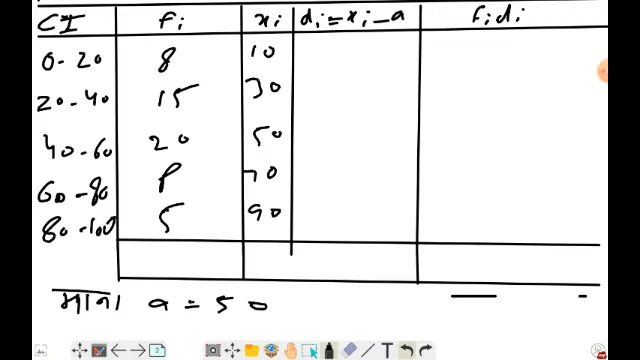 CI fi xi di = xi - a fidi
0-20 8 10
20-40 15 30
40-60 20 50
60-80 P 70
80-100 5 90
माना a = 50